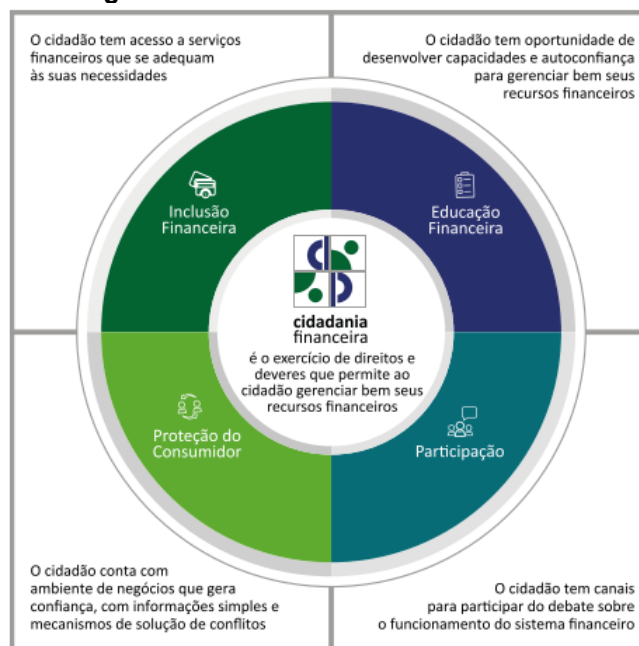 O cidadão tem acesso a serviços
financeiros que se adequam
às suas necessidades
O cidadão tem oportunidade de
desenvolver capacidades e autoconfiança
para gerenciar bem seus
recursos financeiros
Inclusão
Financeira
Educação
Financeira
cidadania
financeira
é o exercício de direitos e
deveres que permite ao
cidadão gerenciar bem seus
recursos financeiros
Proteção do
Consumidor
Participação
O cidadão conta com
ambiente de negócios que gera
confiança, com informações simples e
mecanismos de solução de conflitos
O cidadão tem canais
para participar do debate sobre
o funcionamento do sistema financeiro